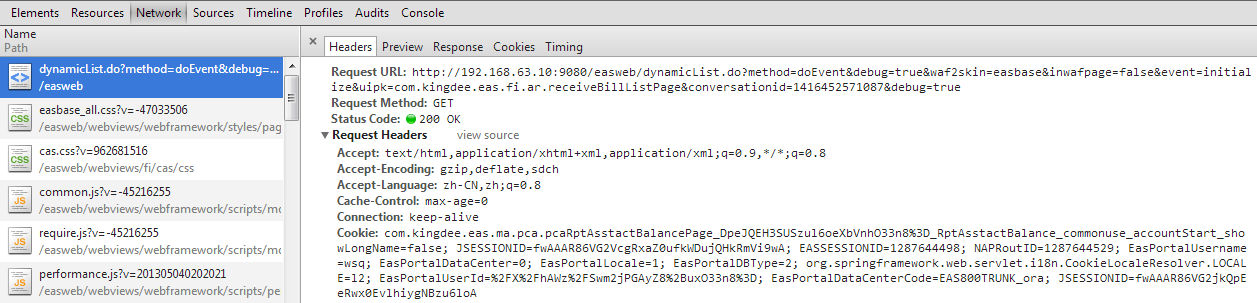 Elements Resources Network Sources Timeline Profiles Audits Console
Name
Path
dynamicList.do?method=doEvent&debug=...
/easweb
easbase_all.css?v=-47033506
/easweb/webviews/webframework/styles/pag
cas.css?v=962681516
/easweb/webviews/fi/cas/css
common.js?v=-45216255
/easweb/webviews/webframework/scripts/mo
require.js?v=-45216255
/easweb/webviews/webframework/scripts/mo
performance.js?v=201305040202021
/easweb/webviews/webframework/scripts/pe
× Headers Preview Response Cookies Timing
Request URL: http://192.168.63.10:9080/easweb/dynamicList.do?method=doEvent&debug=true&waf2skin=easbase&inwafpage=false&event=initial
ize&uipk=com.kingdee.eas.fi.ar.receiveBillListPage&conversationid=1416452571087&debug=true
Request Method: GET
Status Code: 200 OK
Request Headers view source
Accept: text/html,application/xhtml+xml,application/xml;q=0.9,*/*;q=0.8
Accept-Encoding: gzip,deflate,sdch
Accept-Language: zh-CN,zh;q=0.8
Cache-Control: max-age=0
Connection: keep-alive
Cookie: com.kingdee.eas.ma.pca.pcaRptAsstactBalancePage_DpeJQEH3SUSzul6oeXbVnhO33n8%3D_RptAsstactBalance_commonuse_accountStart_sho
wLongName=false; JSESSIONID=fwAAAR86VG2VcgRxaZ0ufkWDujQHkRmVi9wA; EASSESSIONID=1287644498; NAPRoutID=1287644529; EasPortalUsername
=wsq; EasPortalDataCenter=0; EasPortalLocale=1; EasPortalDBType=2; org.springframework.web.servlet.i18n.CookieLocaleResolver.LOCAL
E=l2; EasPortalUserId=%2FX%2FhAWz%2FSwm2jPGAyZ8%2BuxO33n8%3D; EasPortalDataCenterCode=EAS800TRUNK_ora; JSESSIONID=fwAAAR86VG2jkQpE
eRwx0EvlhiygNBzu6loA